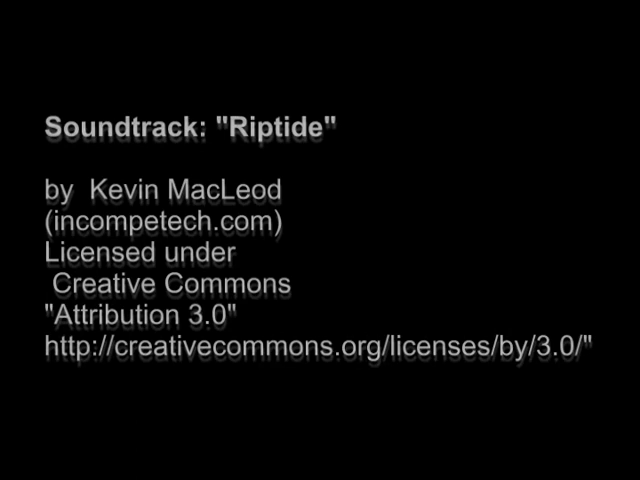 Soundtrack: "Riptide"
by  Kevin MacLeod
(incompetech.com)
Licensed under
 Creative Commons
"Attribution 3.0"
http://creativecommons.org/licenses/by/3.0/"